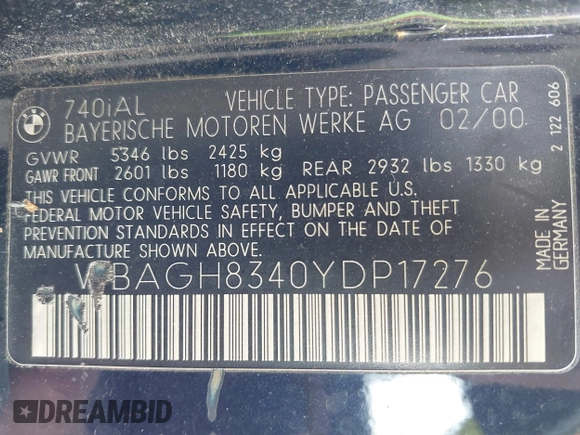 BMW
740iAL VEHICLE TYPE: PASSENGER CAR
BAYERISCHE MOTOREN WERKE AG 02/00
GVWR 5346 lbs 2425 kg
GAWR FRONT 2601 lbs 1180 kg REAR 2932 lbs 1330 kg
THIS VEHICLE CONFORMS TO ALL APPLICABLE U.S.
FEDERAL MOTOR VEHICLE SAFETY, BUMPER AND THEFT
PREVENTION STANDARDS IN EFFECT ON THE DATE OF
MANUFACTURE SHOWN ABOVE.
WBAGH8340YDP17276
2 122 606
MADE IN
GERMANY
DREAMBID